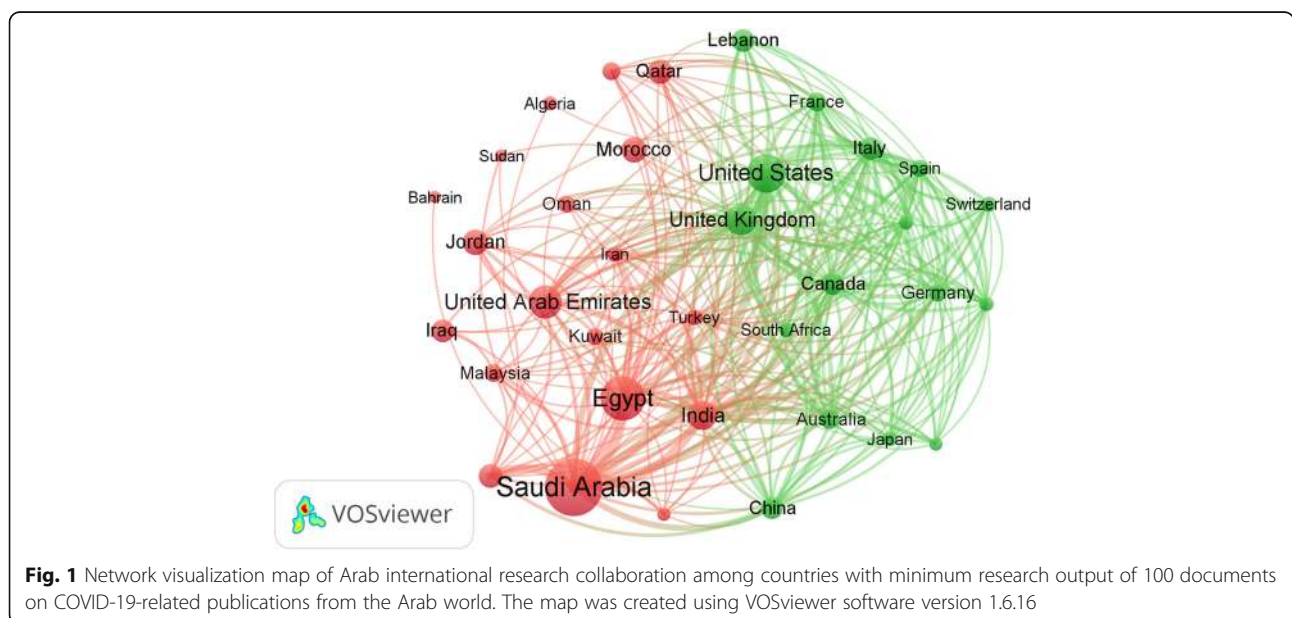 Lebanon
Qatar
Algeria
France
Morocco
Italy
Sudan
Spain
United States
Bahrain
Oman
Switzerland
United Kingdom
Jordan
Iran
Canada
Germany
United Arab Emirates
Turkey
South Africa
Iraq
Kuwait
Malaysia
Egypt
India
Australia
Japan
Saudi Arabia
China
VOSviewer
Fig. 1 Network visualization map of Arab international research collaboration among countries with minimum research output of 100 documents
on COVID-19-related publications from the Arab world. The map was created using VOSviewer software version 1.6.16